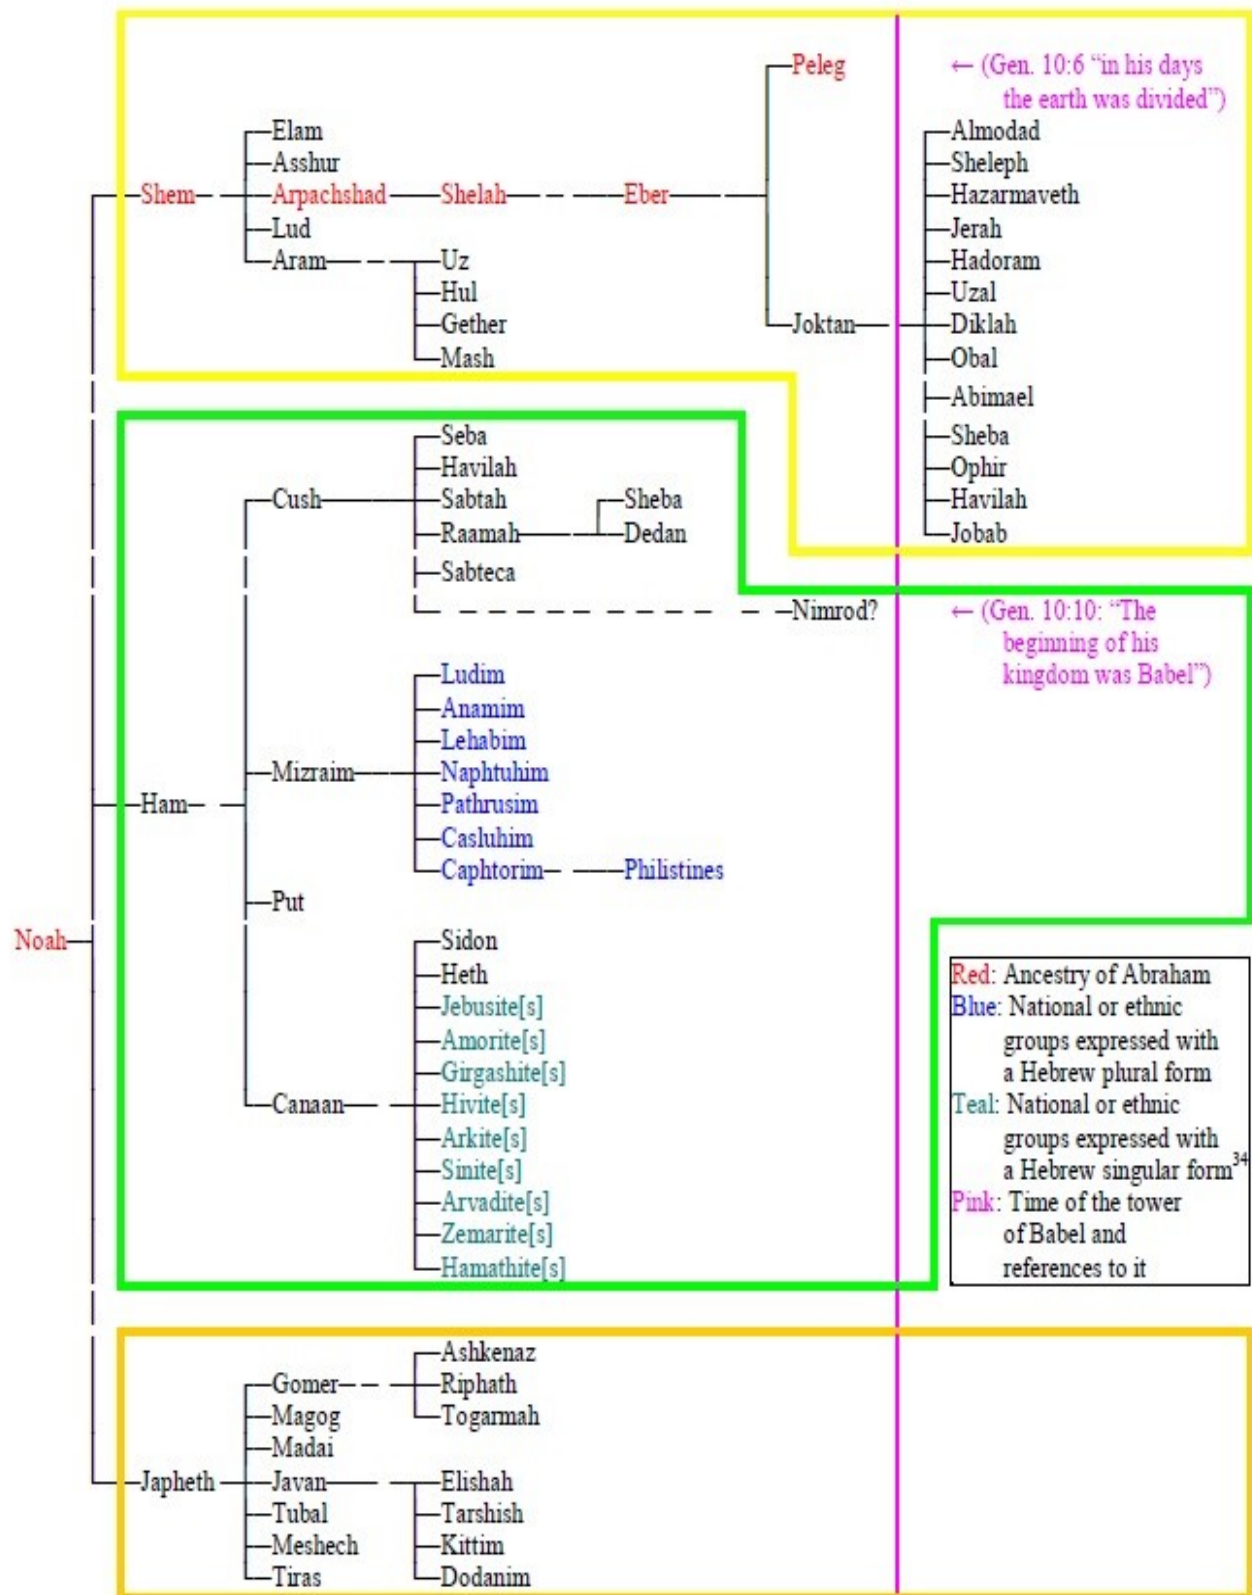 Peleg ← (Gen. 10:6 “in his days
the earth was divided”)
Elam Almodad
Asshur Sheleph
Shem Arpachshad Shelah Eber Hazarmaveth
Lud Jerah
Aram Uz Hadoram
Hul Uzal
Gether Joktan Diklah
Mash Obal
Abimael
Seba Sheba
Havilah Ophir
Cush Sabtah Sheba Havilah
Raamah Dedan Jobab
Sabteca
Nimrod? ← (Gen. 10:10: “The
beginning of his
Ludim kingdom was Babel”)
Anamim
Lehabim
Mizraim Naphtuhim
Ham Pathrusim
Casluhim
Caphtorim Philistines
Put
Noah Sidon
Heth Red: Ancestry of Abraham
Jebusite[s] Blue: National or ethnic
Amorite[s] groups expressed with
Girgashite[s] a Hebrew plural form
Canaan Hivite[s] Teal: National or ethnic
Arkite[s] groups expressed with
Sinite[s] a Hebrew singular form34
Arvadite[s] Pink: Time of the tower
Zemarite[s] of Babel and
Hamathite[s] references to it
Ashkenaz
Gomer Riphath
Magog Togarmah
Madai
Japheth Javan Elishah
Tubal Tarshish
Meshech Kittim
Tiras Dodanim